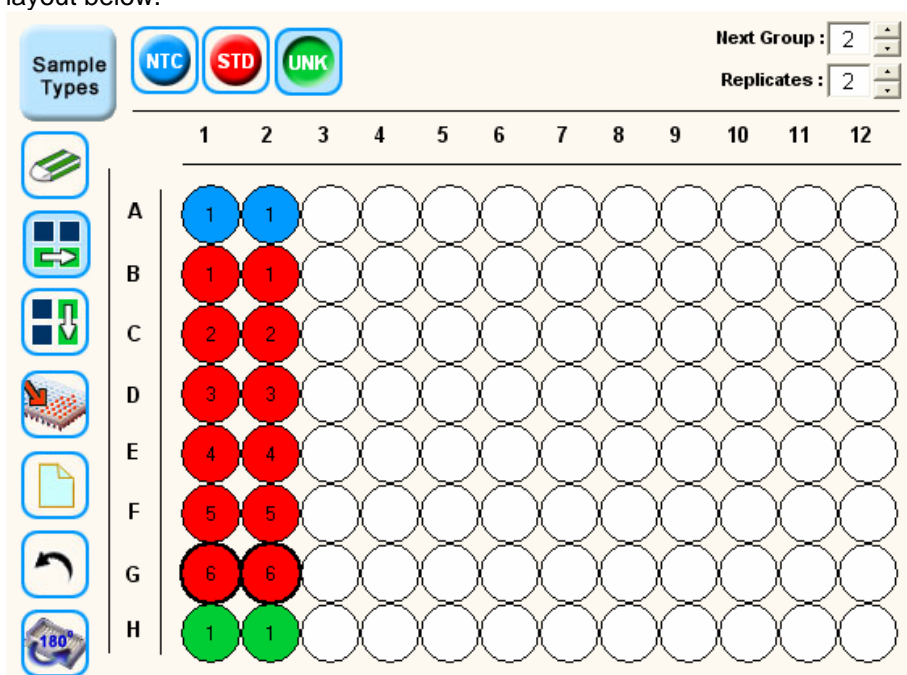 layout below.
Sample Types
NTC STD UNK
Next Group : 2
Replicates : 2
1 2 3 4 5 6 7 8 9 10 11 12
A 1 1
B 1 1
C 2 2
D 3 3
E 4 4
F 5 5
G 6 6
H 1 1
180°